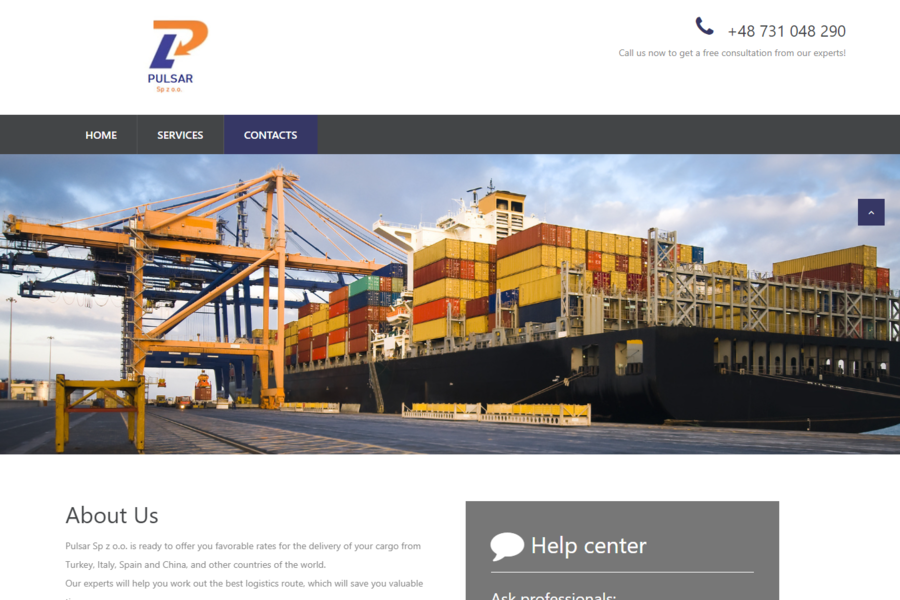 PULSAR
Sp z o.o.
+48 731 048 290
Call us now to get a free consultation from our experts!
HOME
SERVICES
CONTACTS
About Us
Pulsar Sp z o.o. is ready to offer you favorable rates for the delivery of your cargo from
Turkey, Italy, Spain and China, and other countries of the world.
Our experts will help you work out the best logistics route, which will save you valuable
Help center
Ask professionals: